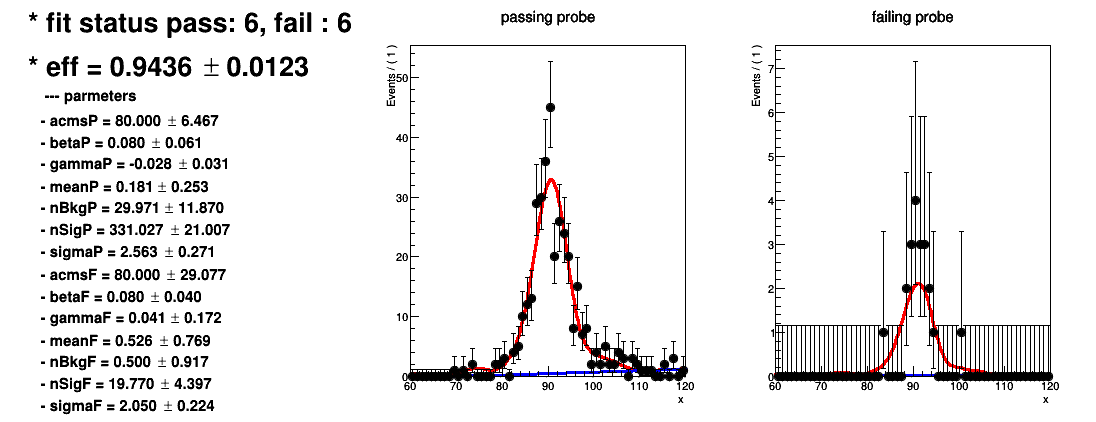 * fit status pass: 6, fail : 6
* eff = 0.9436 ± 0.0123
--- parmeters
- acmsP = 80.000 ± 6.467
- betaP = 0.080 ± 0.061
- gammaP = -0.028 ± 0.031
- meanP = 0.181 ± 0.253
- nBkgP = 29.971 ± 11.870
- nSigP = 331.027 ± 21.007
- sigmaP = 2.563 ± 0.271
- acmsF = 80.000 ± 29.077
- betaF = 0.080 ± 0.040
- gammaF = 0.041 ± 0.172
- meanF = 0.526 ± 0.769
- nBkgF = 0.500 ± 0.917
- nSigF = 19.770 ± 4.397
- sigmaF = 2.050 ± 0.224
passing probe
Events / ( 1 )
50
40
30
20
10
0
60 70 80 90 100 110 120
x
failing probe
Events / ( 1 )
7
6
5
4
3
2
1
0
60 70 80 90 100 110 120
x